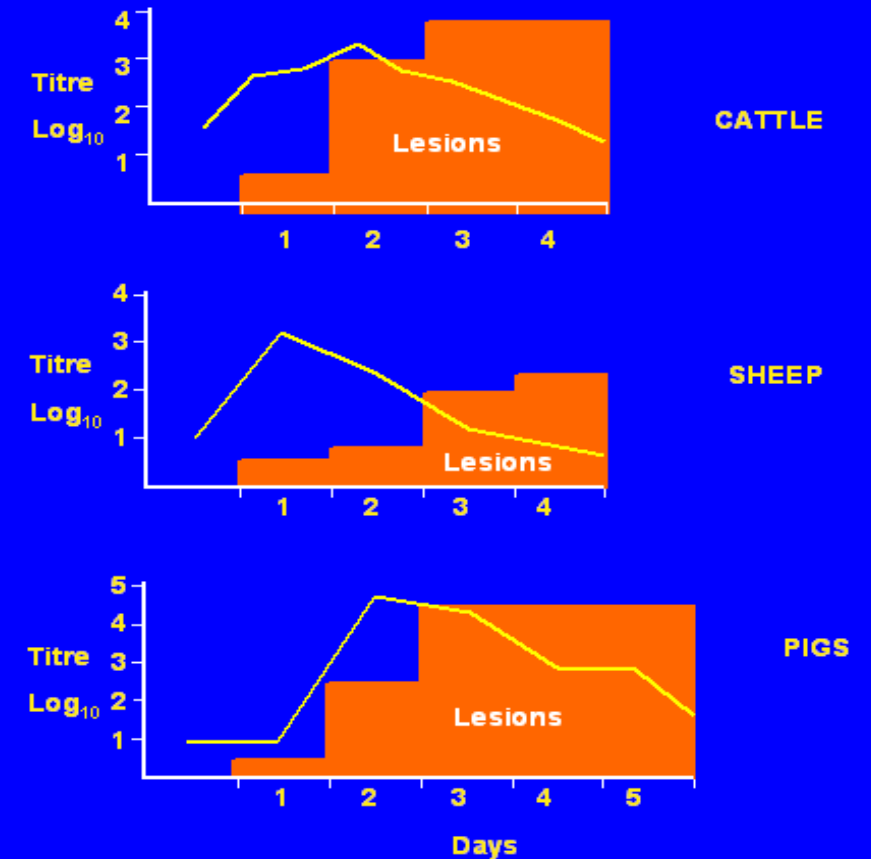 4
3
Titre
2
Log₁₀
CATTLE
1
Lesions
1 2 3 4
4
3
Titre
SHEEP
2
Log₁₀
1
Lesions
1 2 3 4
5
4
PIGS
Titre
3
Log₁₀
2
Lesions
1
1 2 3 4 5
Days